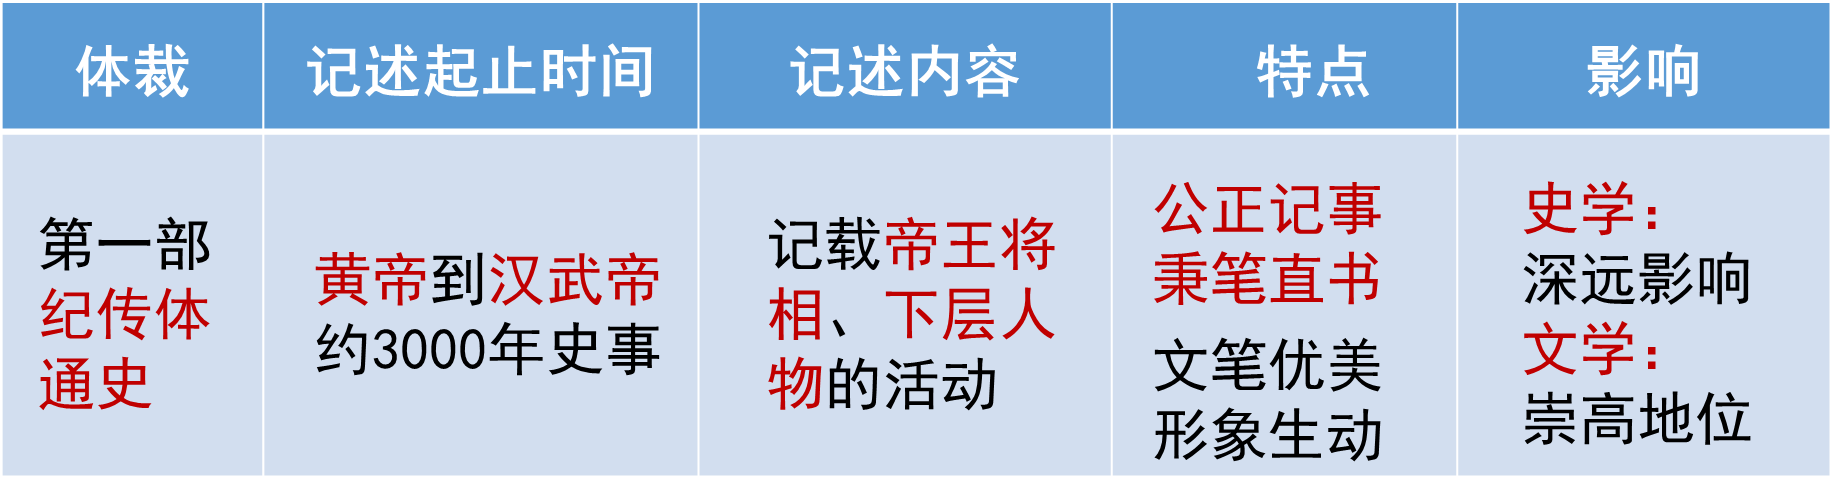 体裁
记述起止时间
记述内容
特点
影响
第一部
纪传体
通史
黄帝到汉武帝
约3000年史事
记载帝王将
相、下层人
物的活动
公正记事
秉笔直书
文笔优美
形象生动
史学：
深远影响
文学：
崇高地位